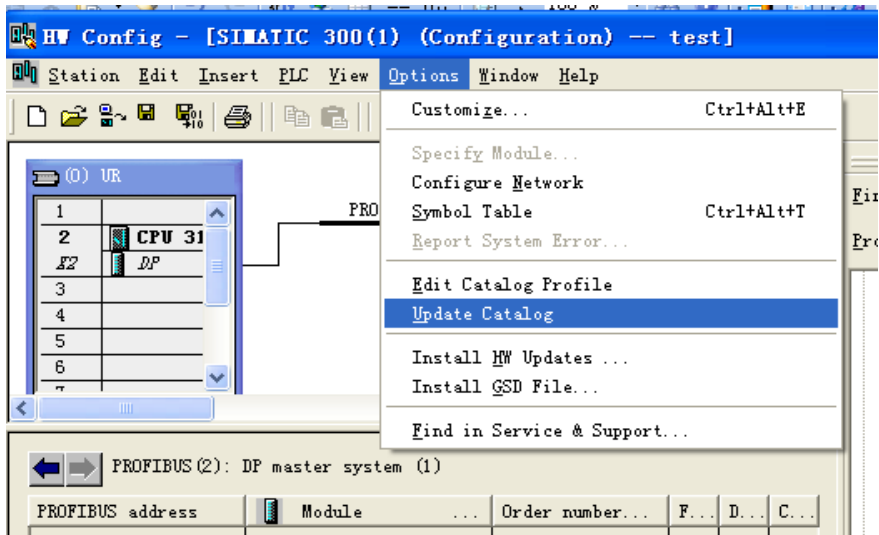 HW Config - [SIMATIC 300(1) (Configuration) -- test]
Station Edit Insert PLC View Options Window Help
Customize... Ctrl+Alt+E
Specify Module...
Configure Network
Symbol Table Ctrl+Alt+T
Report System Error...
Edit Catalog Profile
Update Catalog
Install HW Updates ...
Install GSD File...
Find in Service & Support...
(0) UR
1
2 CPU 31
X2 DP
3
4
5
6
PRO
PROFIBUS(2): DP master system (1)
PROFIBUS address Module ... Order number... F... D... C...